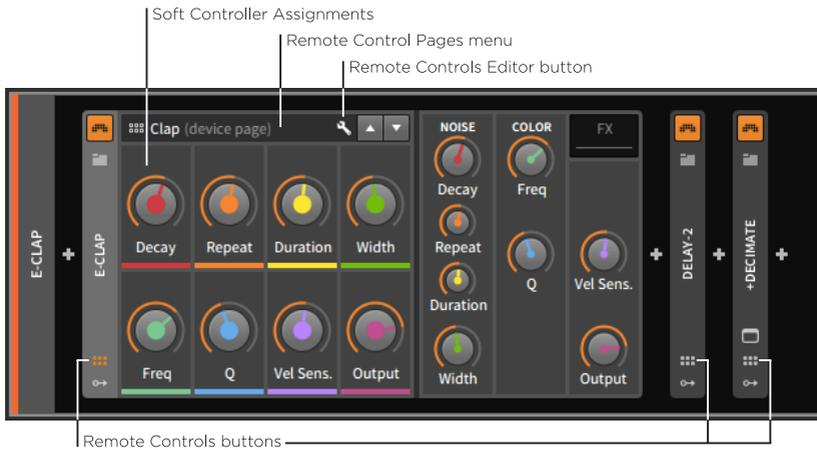 Soft Controller Assignments
Remote Control Pages menu
Remote Controls Editor button
E-CLAP
E-CLAP
Clap (device page)
Decay
Repeat
Duration
Width
Freq
Q
Vel Sens.
Output
NOISE
Decay
Repeat
Duration
Width
COLOR
Freq
Q
FX
Vel Sens.
Output
DELAY-2
+DECIMATE
Remote Controls buttons